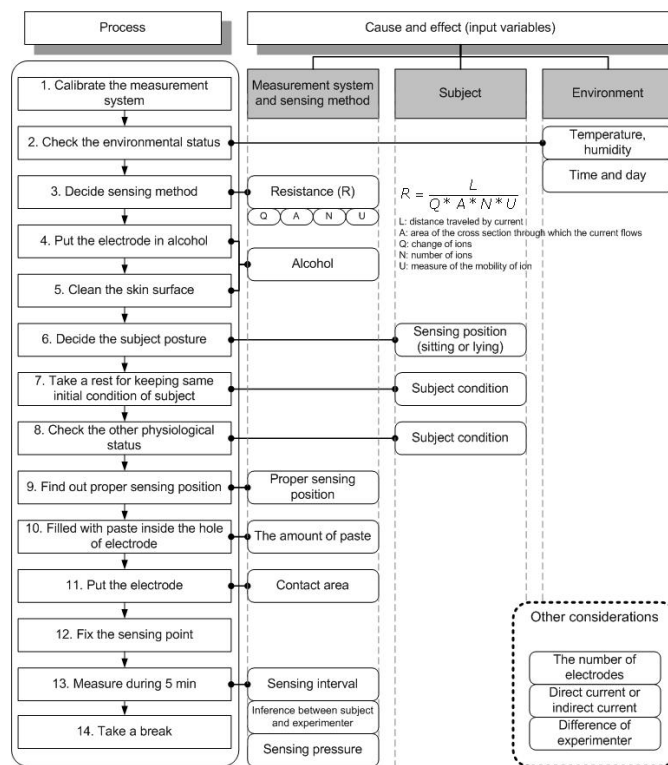 Process
Cause and effect (input variables)
Measurement system
and sensing method
Subject
Environment
1. Calibrate the measurement
system
2. Check the environmental status
Temperature,
humidity
Time and day
3. Decide sensing method
Resistance (R)
Q A N U
R = L / Q * A * N * U
L: distance traveled by current
A: area of the cross section through which the current flows
Q: change of ions
N: number of ions
U: measure of the mobility of ion
4. Put the electrode in alcohol
Alcohol
5. Clean the skin surface
6. Decide the subject posture
Sensing position
(sitting or lying)
7. Take a rest for keeping same
initial condition of subject
Subject condition
8. Check the other physiological
status
Subject condition
9. Find out proper sensing position
Proper sensing
position
10. Filled with paste inside the hole
of electrode
The amount of paste
11. Put the electrode
Contact area
12. Fix the sensing point
13. Measure during 5 min
Sensing interval
Inference between subject
and experimenter
Sensing pressure
14. Take a break
Other considerations
The number of
electrodes
Direct current or
indirect current
Difference of
experimenter